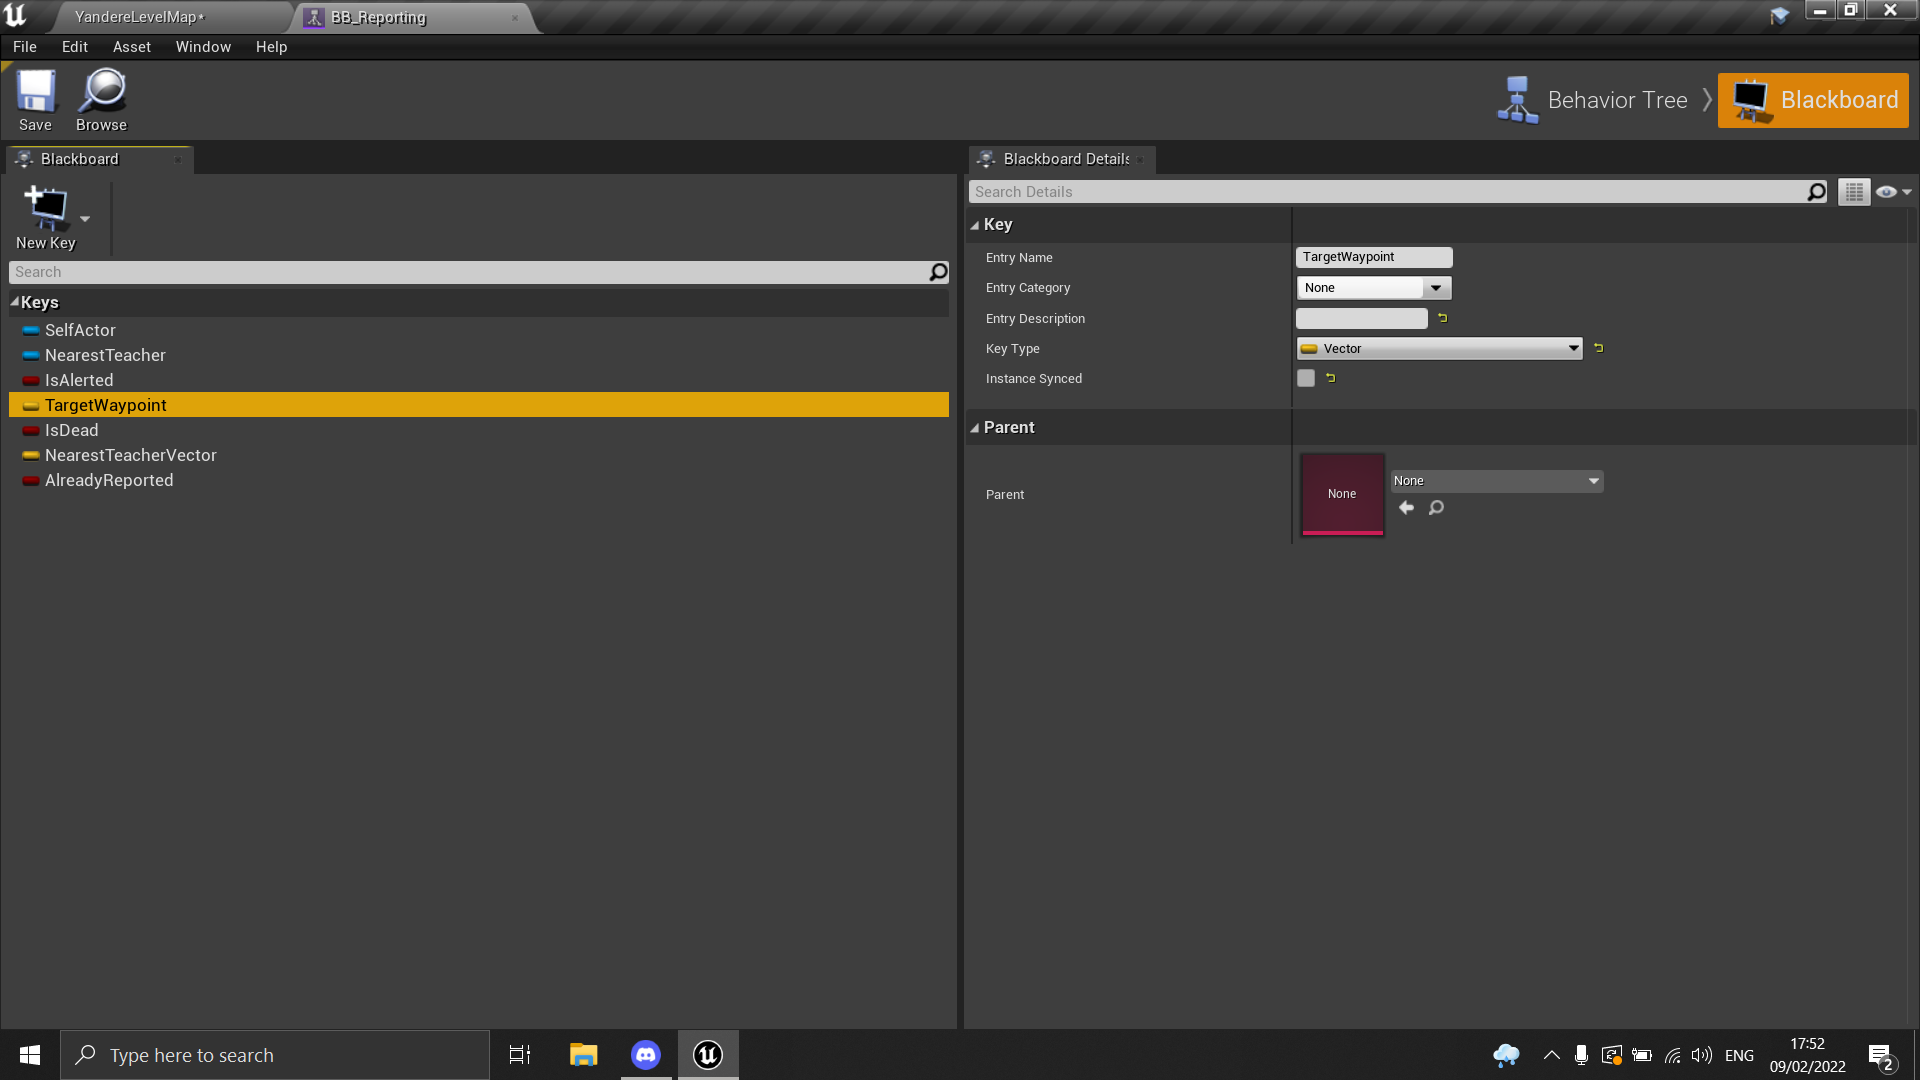 YandereLevelMap*
BB_Reporting
File Edit Asset Window Help
Save Browse
Behavior Tree
Blackboard
Blackboard
New Key
Search
Keys
SelfActor
NearestTeacher
IsAlerted
TargetWaypoint
IsDead
NearestTeacherVector
AlreadyReported
Blackboard Details
Search Details
Key
Entry Name TargetWaypoint
Entry Category None
Entry Description
Key Type Vector
Instance Synced
Parent
Parent None None
Type here to search
ENG
17:52
09/02/2022
2